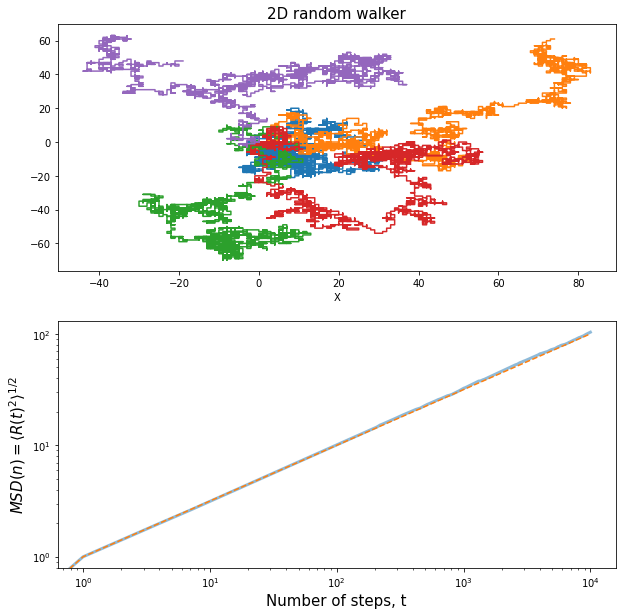 2D random walker
60
40
20
0
−20
−40
−60
−40 −20 0 20 40 60 80
X
10²
10¹
10⁰
MSD(n) = ⟨R(t)²⟩^{1/2}
10⁰ 10¹ 10² 10³ 10⁴
Number of steps, t